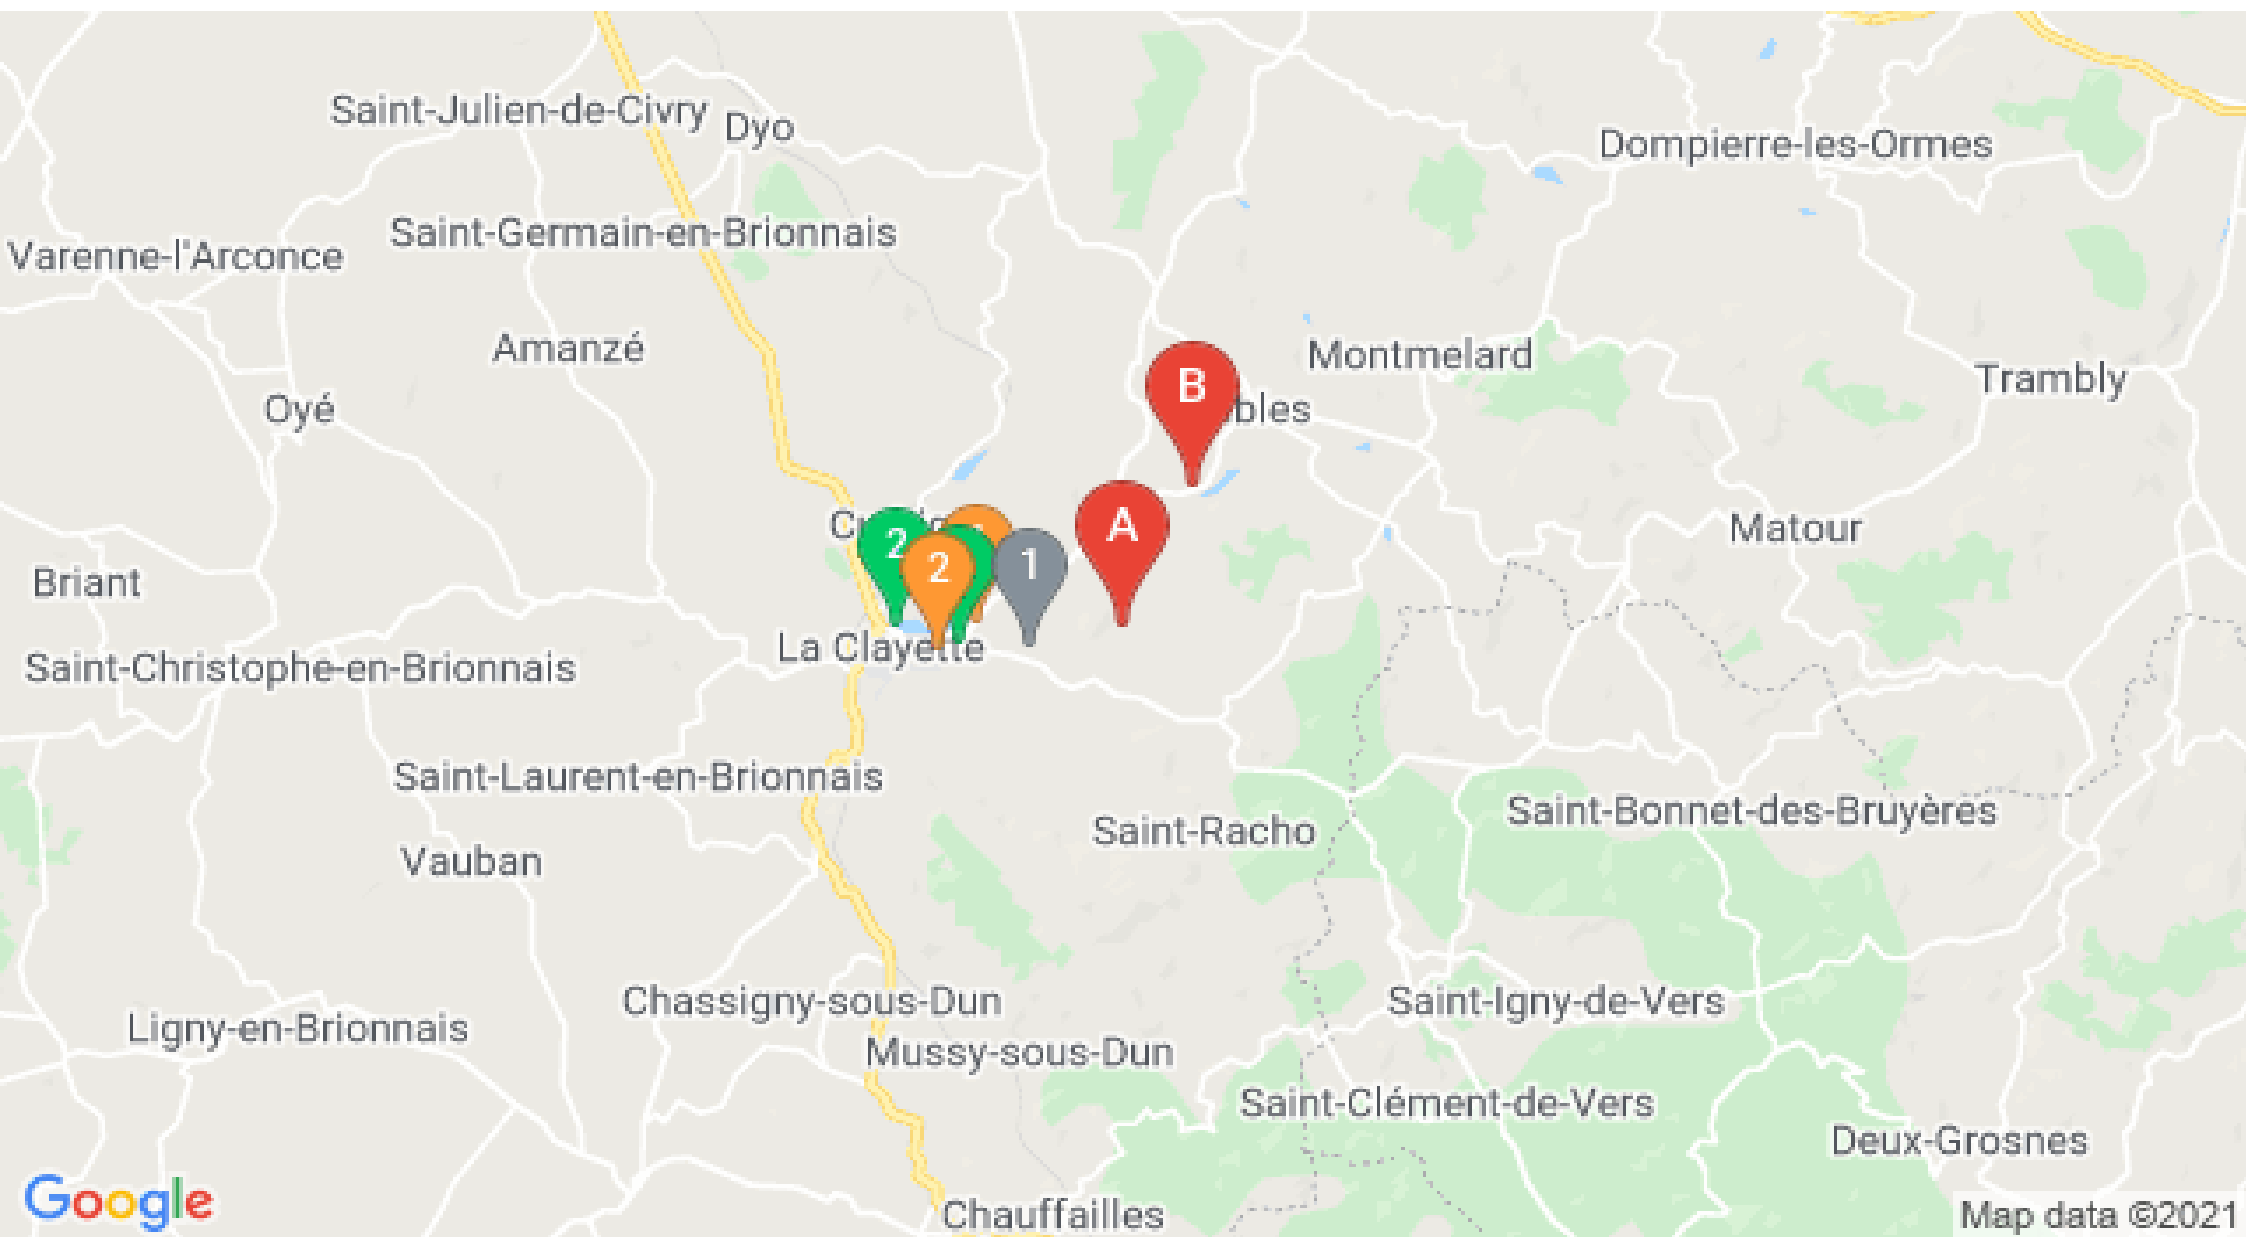 Saint-Julien-de-Civry
Dyo
Dompierre-les-Ormes
Saint-Germain-en-Brionnais
Varenne-l'Arconce
Amanzé
Montmelard
Trambly
B
Oyé
bles
A
Matour
2
2
1
Briant
La Clayette
Saint-Christophe-en-Brionnais
Saint-Laurent-en-Brionnais
Saint-Bonnet-des-Bruyères
Saint-Racho
Vauban
Chassigny-sous-Dun
Saint-Igny-de-Vers
Ligny-en-Brionnais
Mussy-sous-Dun
Saint-Clément-de-Vers
Deux-Grosnes
Google
Chauffailles
Map data ©2021